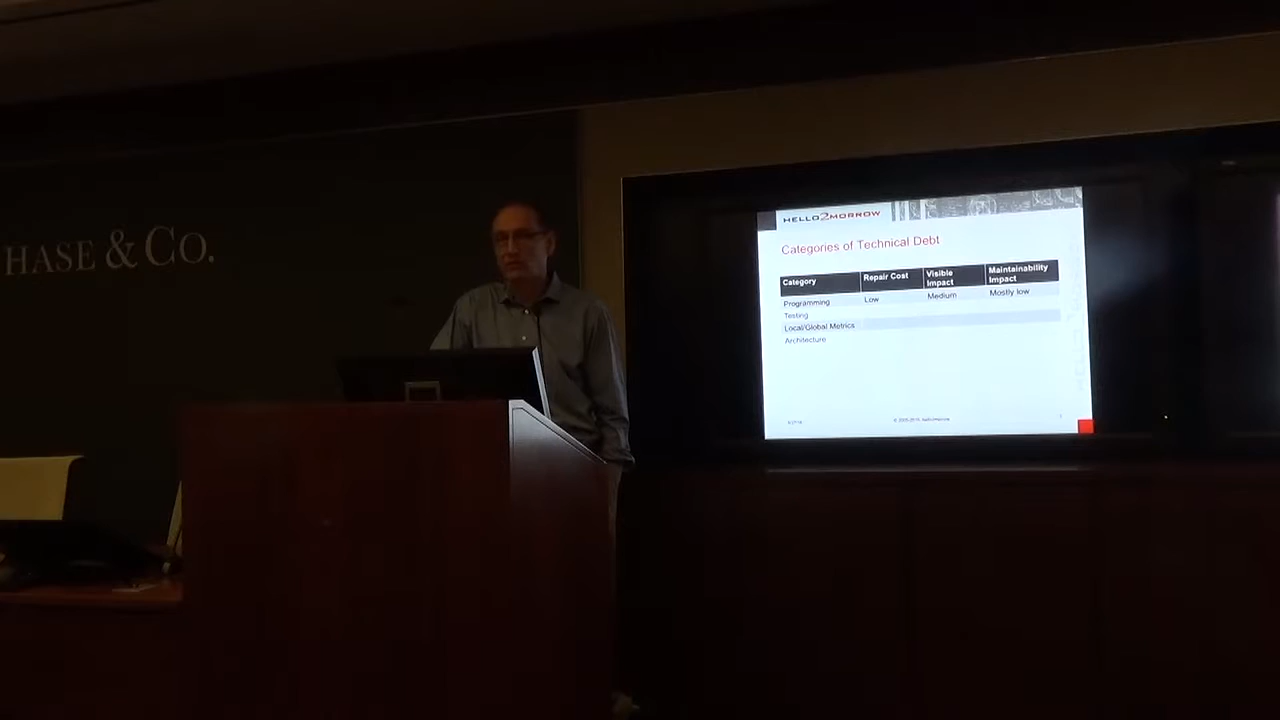 HASE & CO.
HELLO2MORROW
Categories of Technical Debt
Category Repair Cost Visible Impact Maintainability Impact
Programming Low Medium Mostly low
Testing
Local/Global Metrics
Architecture